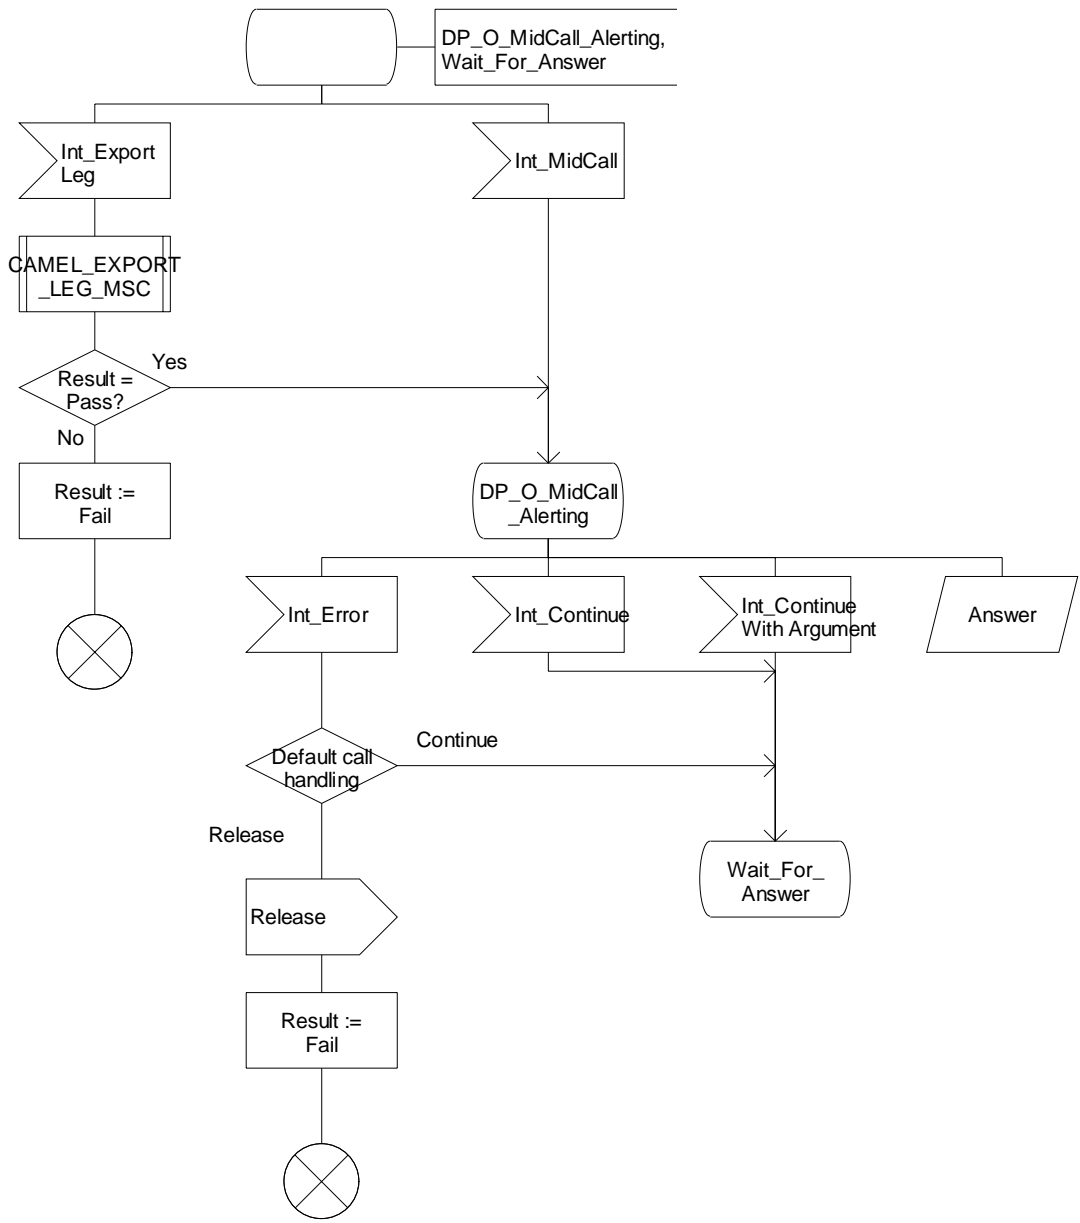 DP_O_MidCall_Alerting,
Wait_For_Answer
Int_Export
Leg
Int_MidCall
CAMEL_EXPORT
_LEG_MSC
Yes
Result =
Pass?
No
Result :=
Fail
DP_O_MidCall
_Alerting
Int_Error
Int_Continue
Int_Continue
With Argument
Answer
Continue
Default call
handling
Release
Wait_For_
Answer
Release
Result :=
Fail